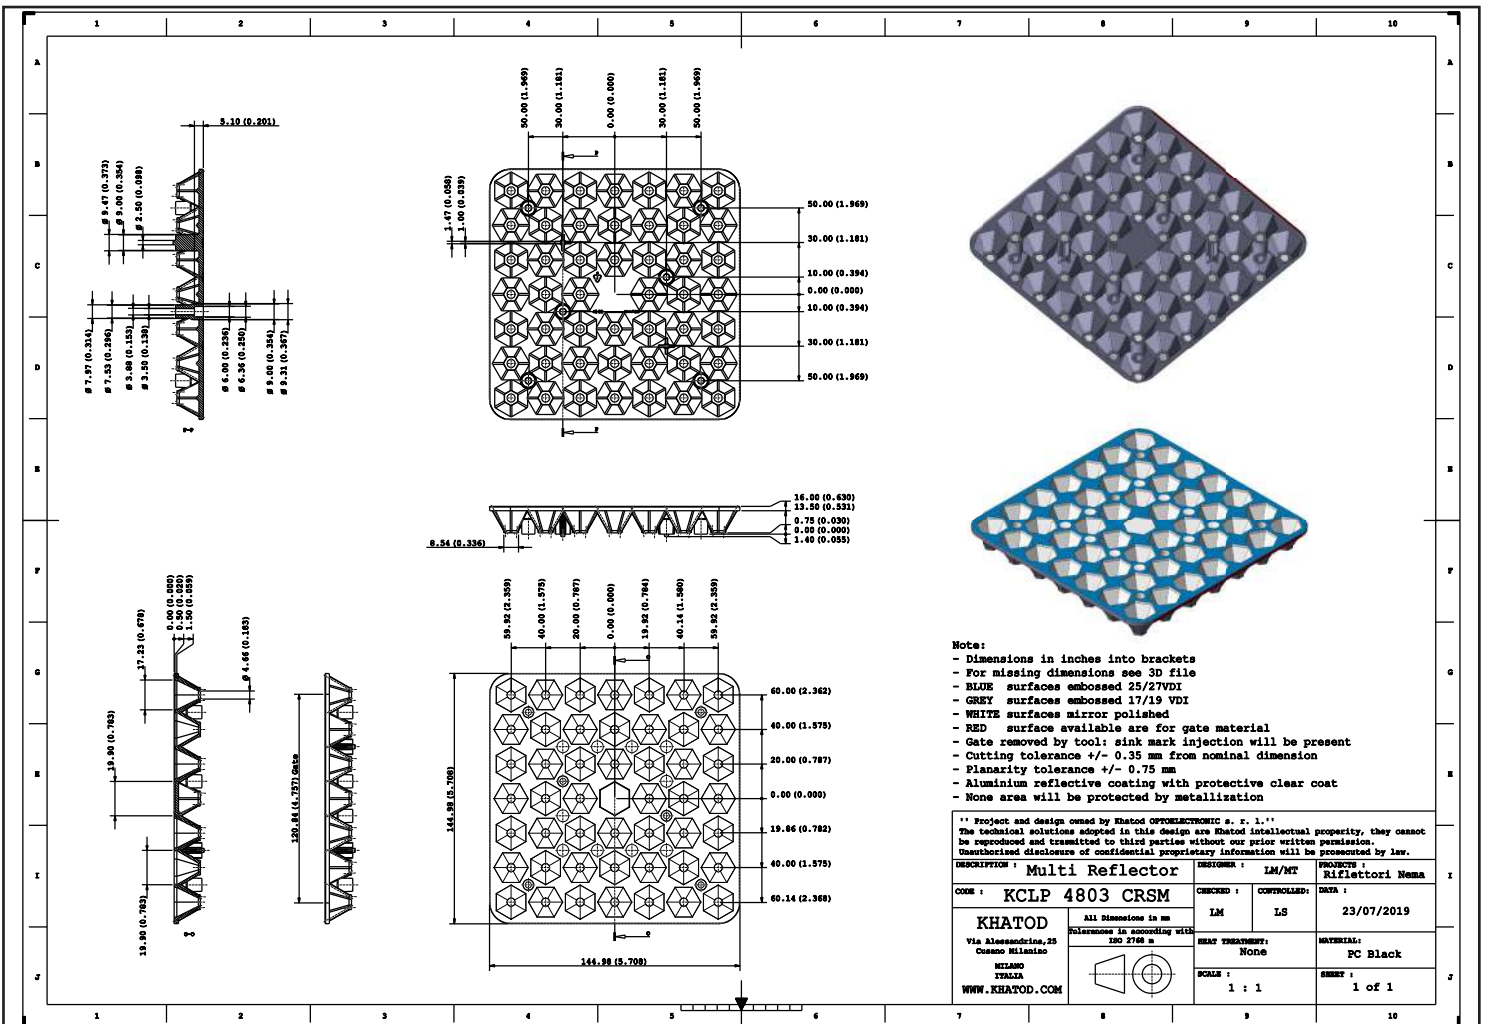 1 2 3 4 5 6 7 8 9 10
A A
B B
C C
D D
E E
F F
G G
H H
I I
J J
5.10 (0.201)
Ø 9.47 (0.373)
Ø 9.00 (0.354)
Ø 2.50 (0.098)
Ø 7.97 (0.314)
Ø 7.53 (0.296)
Ø 3.88 (0.153)
Ø 3.50 (0.138)
Ø 6.00 (0.236)
Ø 6.36 (0.250)
Ø 9.00 (0.354)
Ø 9.31 (0.367)
50.00 (1.969)
30.00 (1.181)
0.00 (0.000)
30.00 (1.181)
50.00 (1.969)
1.47 (0.058)
1.00 (0.039)
50.00 (1.969)
30.00 (1.181)
10.00 (0.394)
0.00 (0.000)
10.00 (0.394)
30.00 (1.181)
50.00 (1.969)
16.00 (0.630)
13.50 (0.531)
0.75 (0.030)
0.00 (0.000)
1.40 (0.055)
8.54 (0.336)
0.00 (0.000)
0.50 (0.020)
1.50 (0.059)
17.23 (0.678)
Ø 4.66 (0.183)
19.90 (0.783)
19.90 (0.783)
120.84 (4.757) Gate
59.92 (2.359)
40.00 (1.575)
20.00 (0.787)
0.00 (0.000)
19.92 (0.784)
40.14 (1.580)
59.92 (2.359)
144.98 (5.708)
60.00 (2.362)
40.00 (1.575)
20.00 (0.787)
0.00 (0.000)
19.86 (0.782)
40.00 (1.575)
60.14 (2.368)
144.98 (5.708)
Note:
- Dimensions in inches into brackets
- For missing dimensions see 3D file
- BLUE surfaces embossed 25/27VDI
- GREY surfaces embossed 17/19 VDI
- WHITE surfaces mirror polished
- RED surface available are for gate material
- Gate removed by tool: sink mark injection will be present
- Cutting tolerance +/- 0.35 mm from nominal dimension
- Planarity tolerance +/- 0.75 mm
- Aluminium reflective coating with protective clear coat
- None area will be protected by metallization
'' Project and design owned by Khatod OPTOELECTRONIC s. r. l.''
The technical solutions adopted in this design are Khatod intellectual properity, they cannot
be reproduced and trasmitted to third parties without our prior written permission.
Unauthorized disclosure of confidential proprietary information will be prosecuted by law.
DESCRIPTION : Multi Reflector
DESIGNER : LM/MT
PROJECTS : Riflettori Nema
CODE : KCLP 4803 CRSM
CHECKED : LM
CONTROLLED: LS
DATA : 23/07/2019
KHATOD
Via Alessandrina,25
Cusano Milanino
MILANO
ITALIA
WWW.KHATOD.COM
All Dimensions in mm
Tolerances in according with
ISO 2768 m
HEAT TREATMENT: None
MATERIAL: PC Black
SCALE : 1 : 1
SHEET : 1 of 1
1 2 3 4 5 6 7 8 9 10